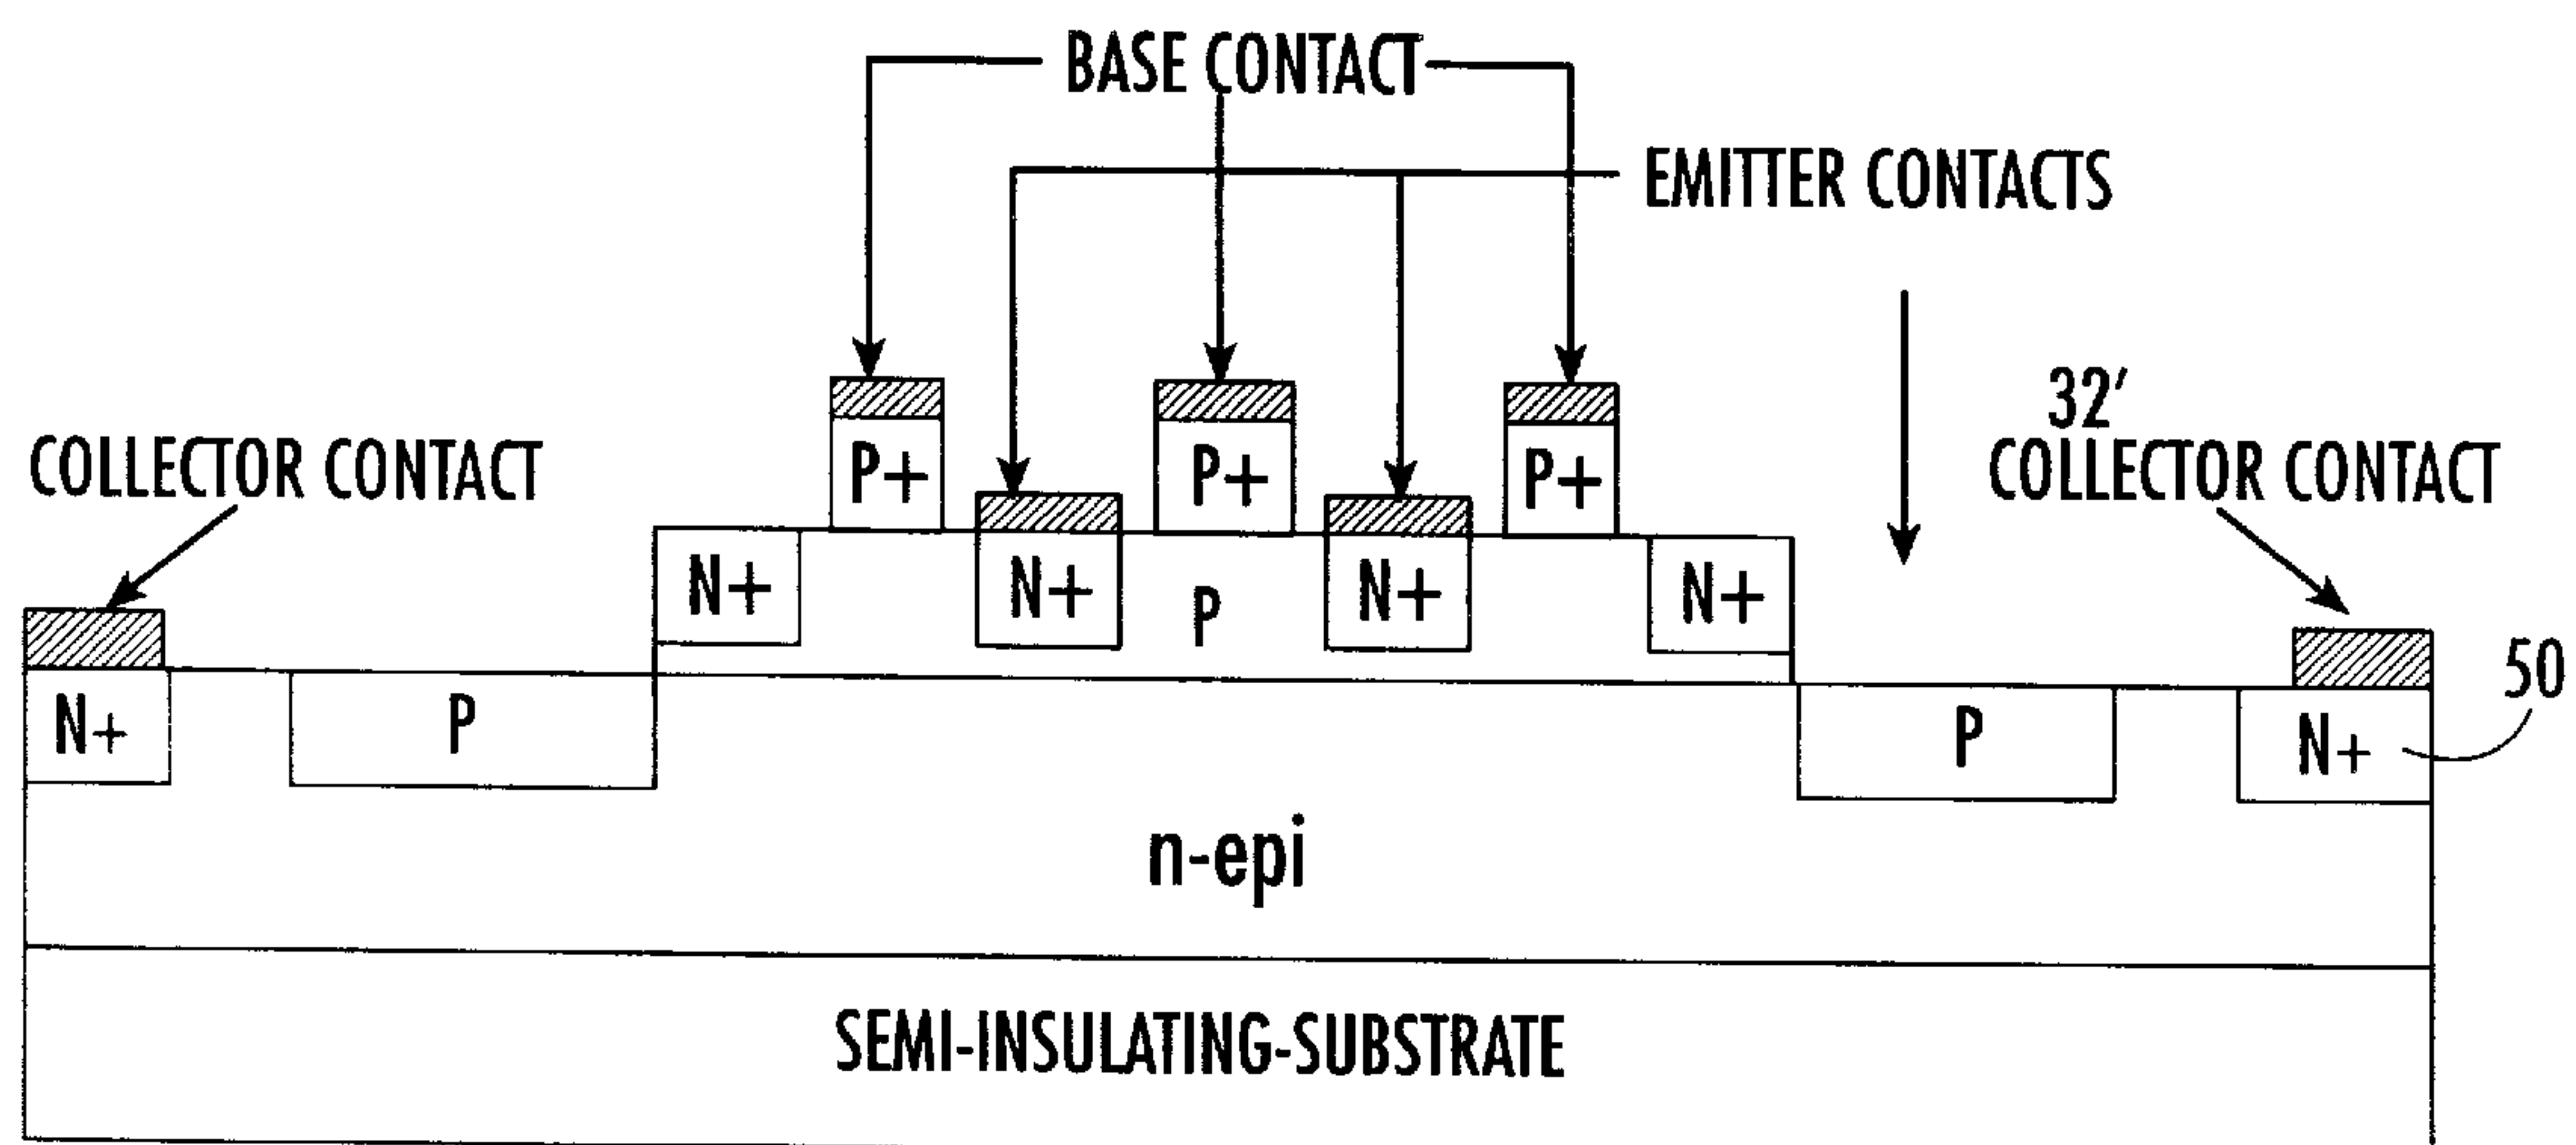 BASE CONTACT
EMITTER CONTACTS
32'
COLLECTOR CONTACT
COLLECTOR CONTACT
P+
P+
P+
N+
N+
N+
N+
P
50
N+
P
P
N+
n-epi
SEMI-INSULATING-SUBSTRATE